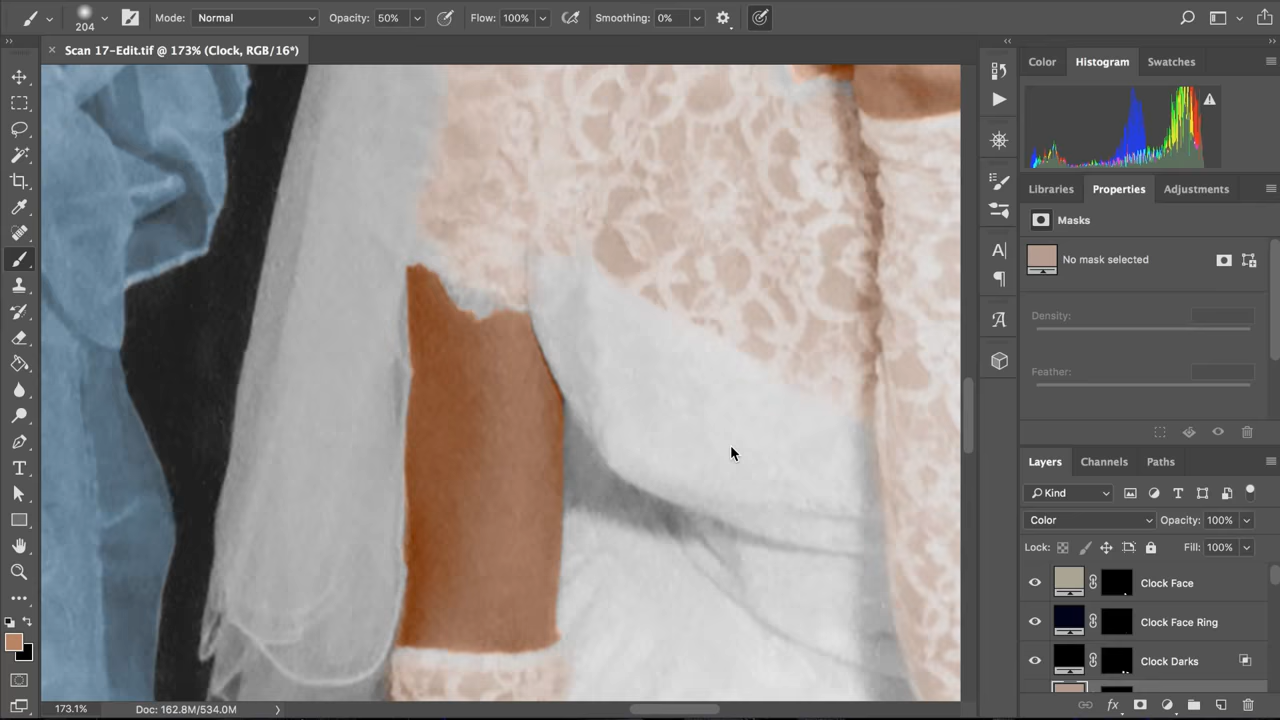 204
Mode: Normal
Opacity: 50%
Flow: 100%
Smoothing: 0%
× Scan 17-Edit.tif @ 173% (Clock, RGB/16*)
Color Histogram Swatches
Libraries Properties Adjustments
Masks
No mask selected
Density:
Feather:
Layers Channels Paths
Kind
Color Opacity: 100%
Lock: Fill: 100%
Clock Face
Clock Face Ring
Clock Darks
173.1% Doc: 162.8M/534.0M